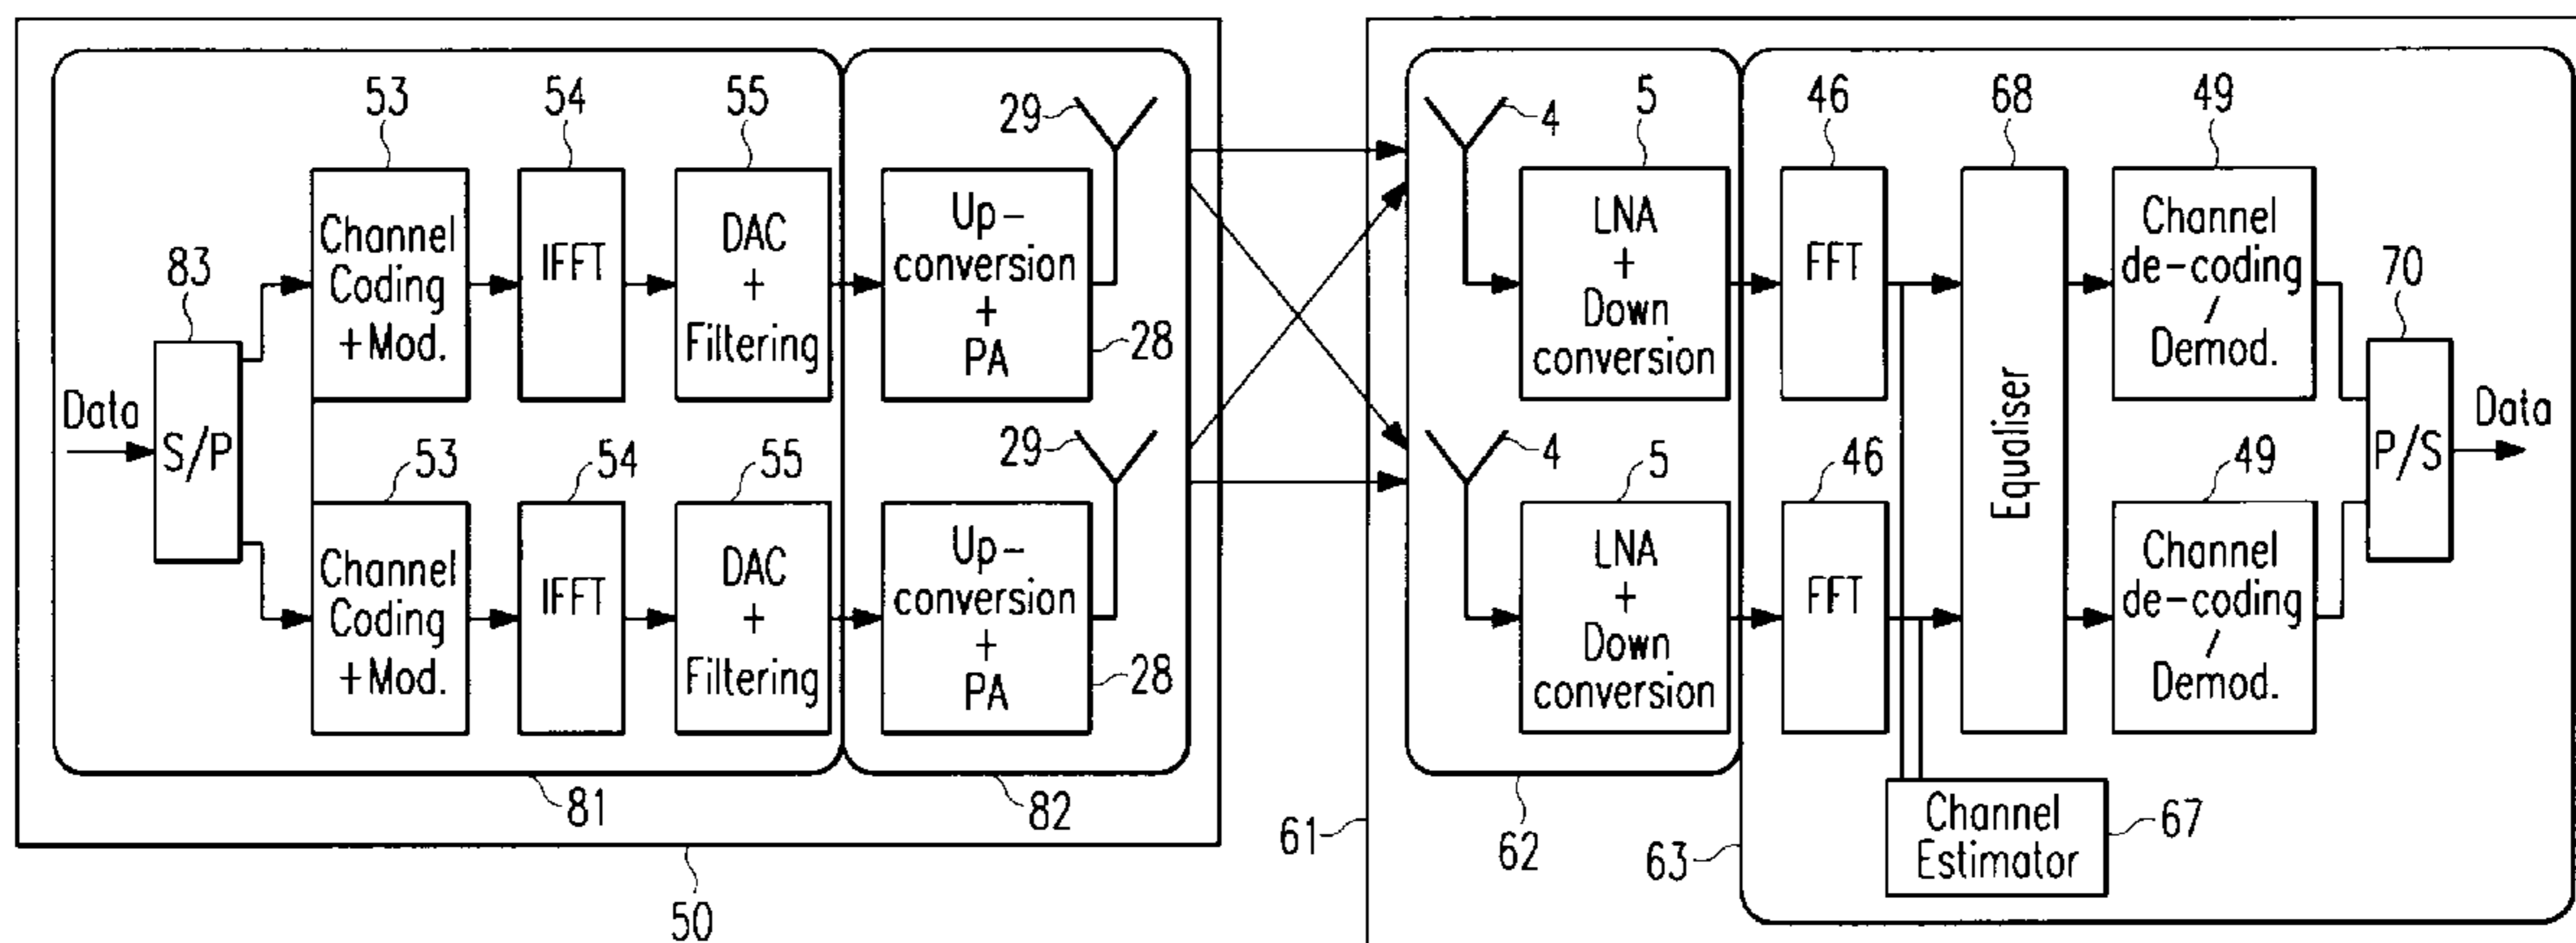 53
54
55
29
4
5
46
68
49
Channel
Coding
+Mod.
IFFT
DAC
+
Filtering
Up-
conversion
+
PA
28
LNA
+
Down
conversion
FFT
Equaliser
Channel
de-coding
/
Demod.
83
S/P
Data
70
P/S
Data
53
54
55
29
4
5
46
49
Channel
Coding
+Mod.
IFFT
DAC
+
Filtering
Up-
conversion
+
PA
28
LNA
+
Down
conversion
FFT
Channel
de-coding
/
Demod.
81
82
50
61
62
63
Channel
Estimator
67